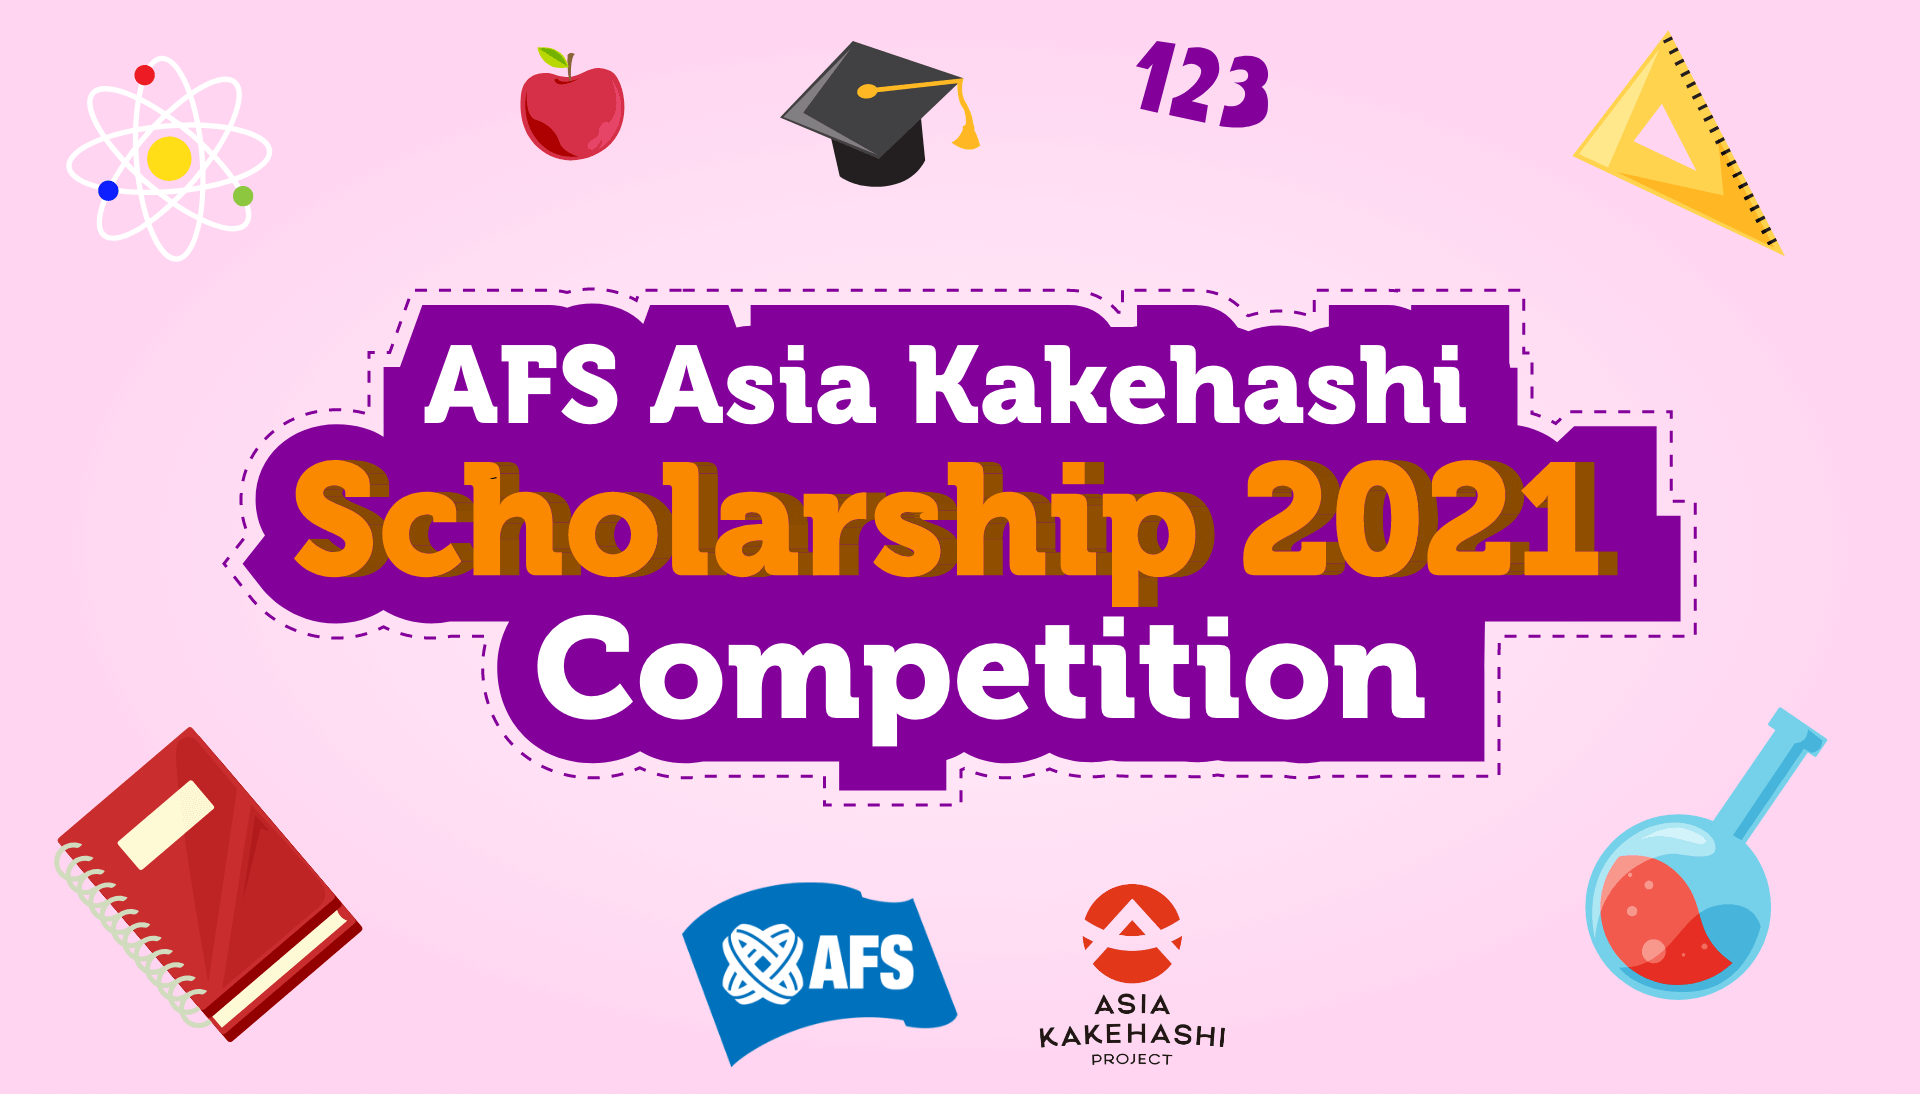 123
AFS Asia Kakehashi
Scholarship 2021
Competition
AFS
ASIA
KAKEHASHI
PROJECT